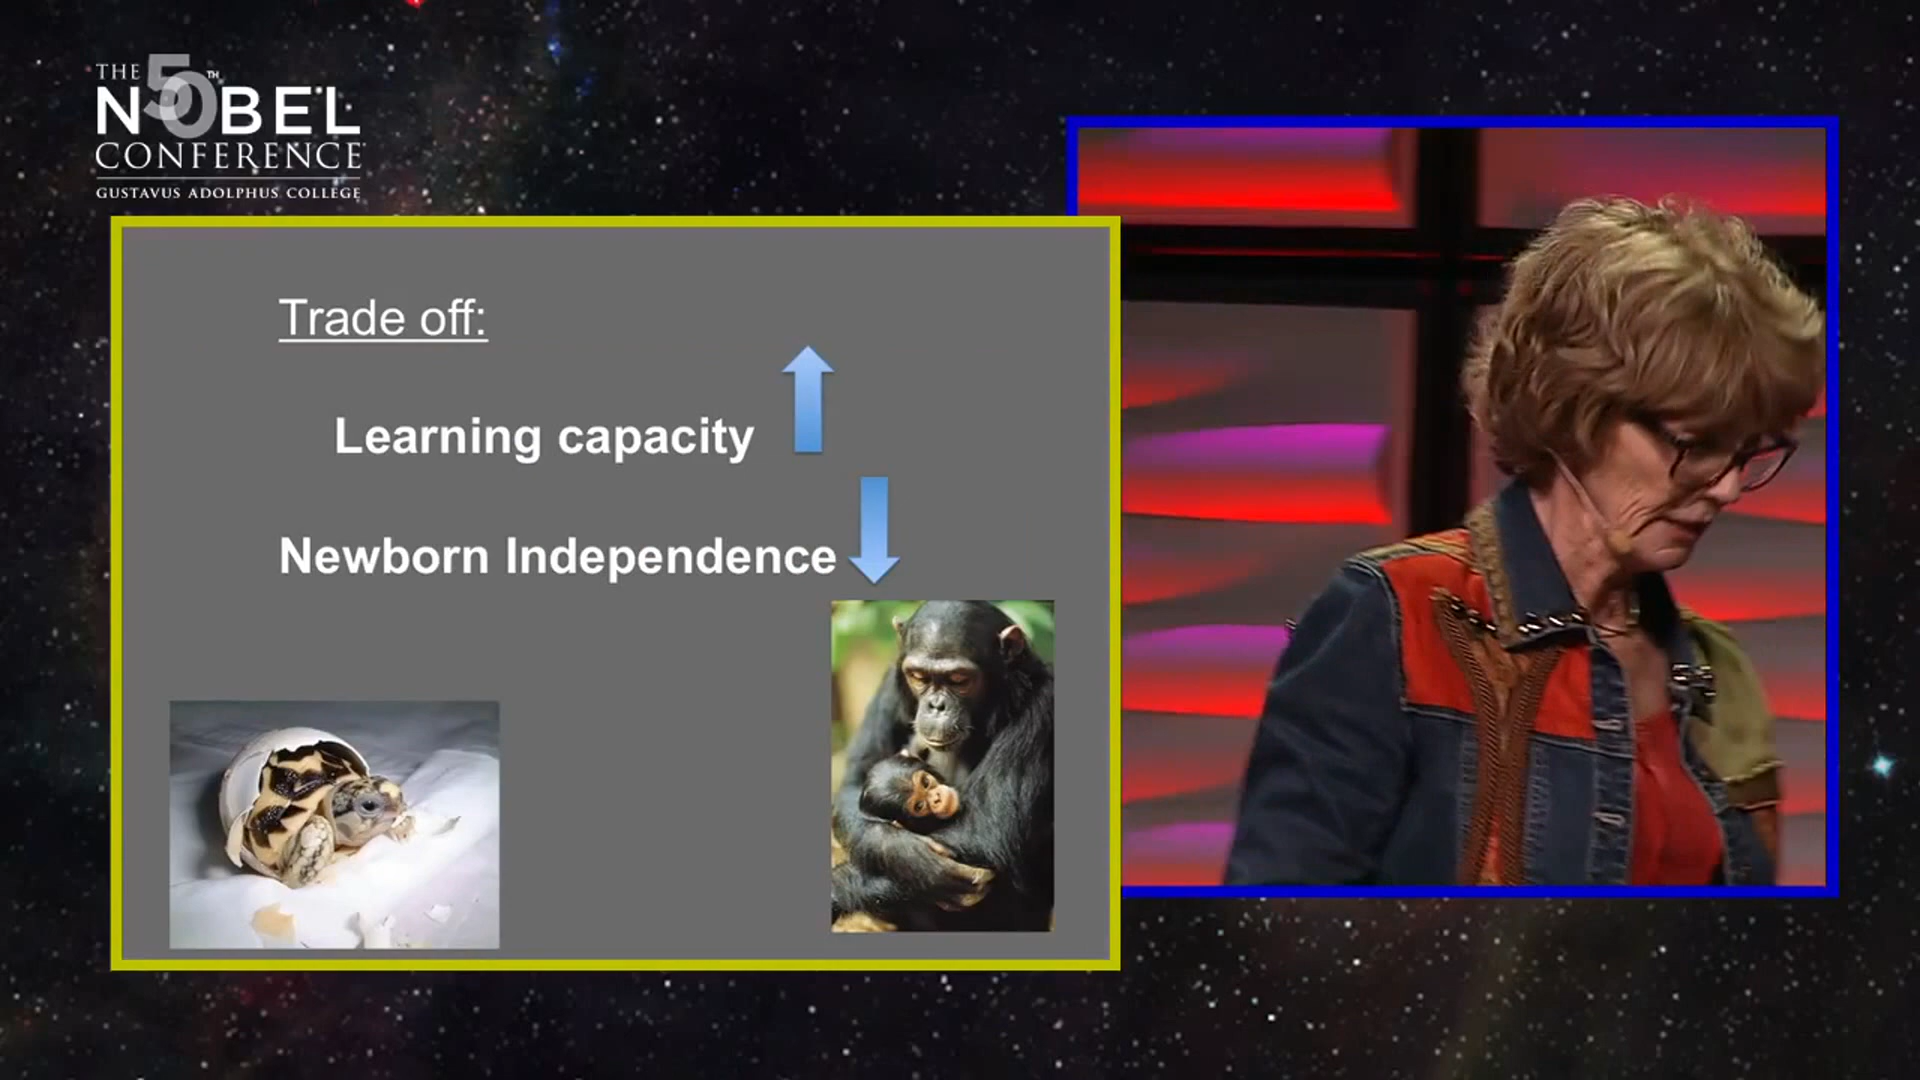 THE 50TH
NOBEL
CONFERENCE
GUSTAVUS ADOLPHUS COLLEGE
Trade off:
Learning capacity
Newborn Independence